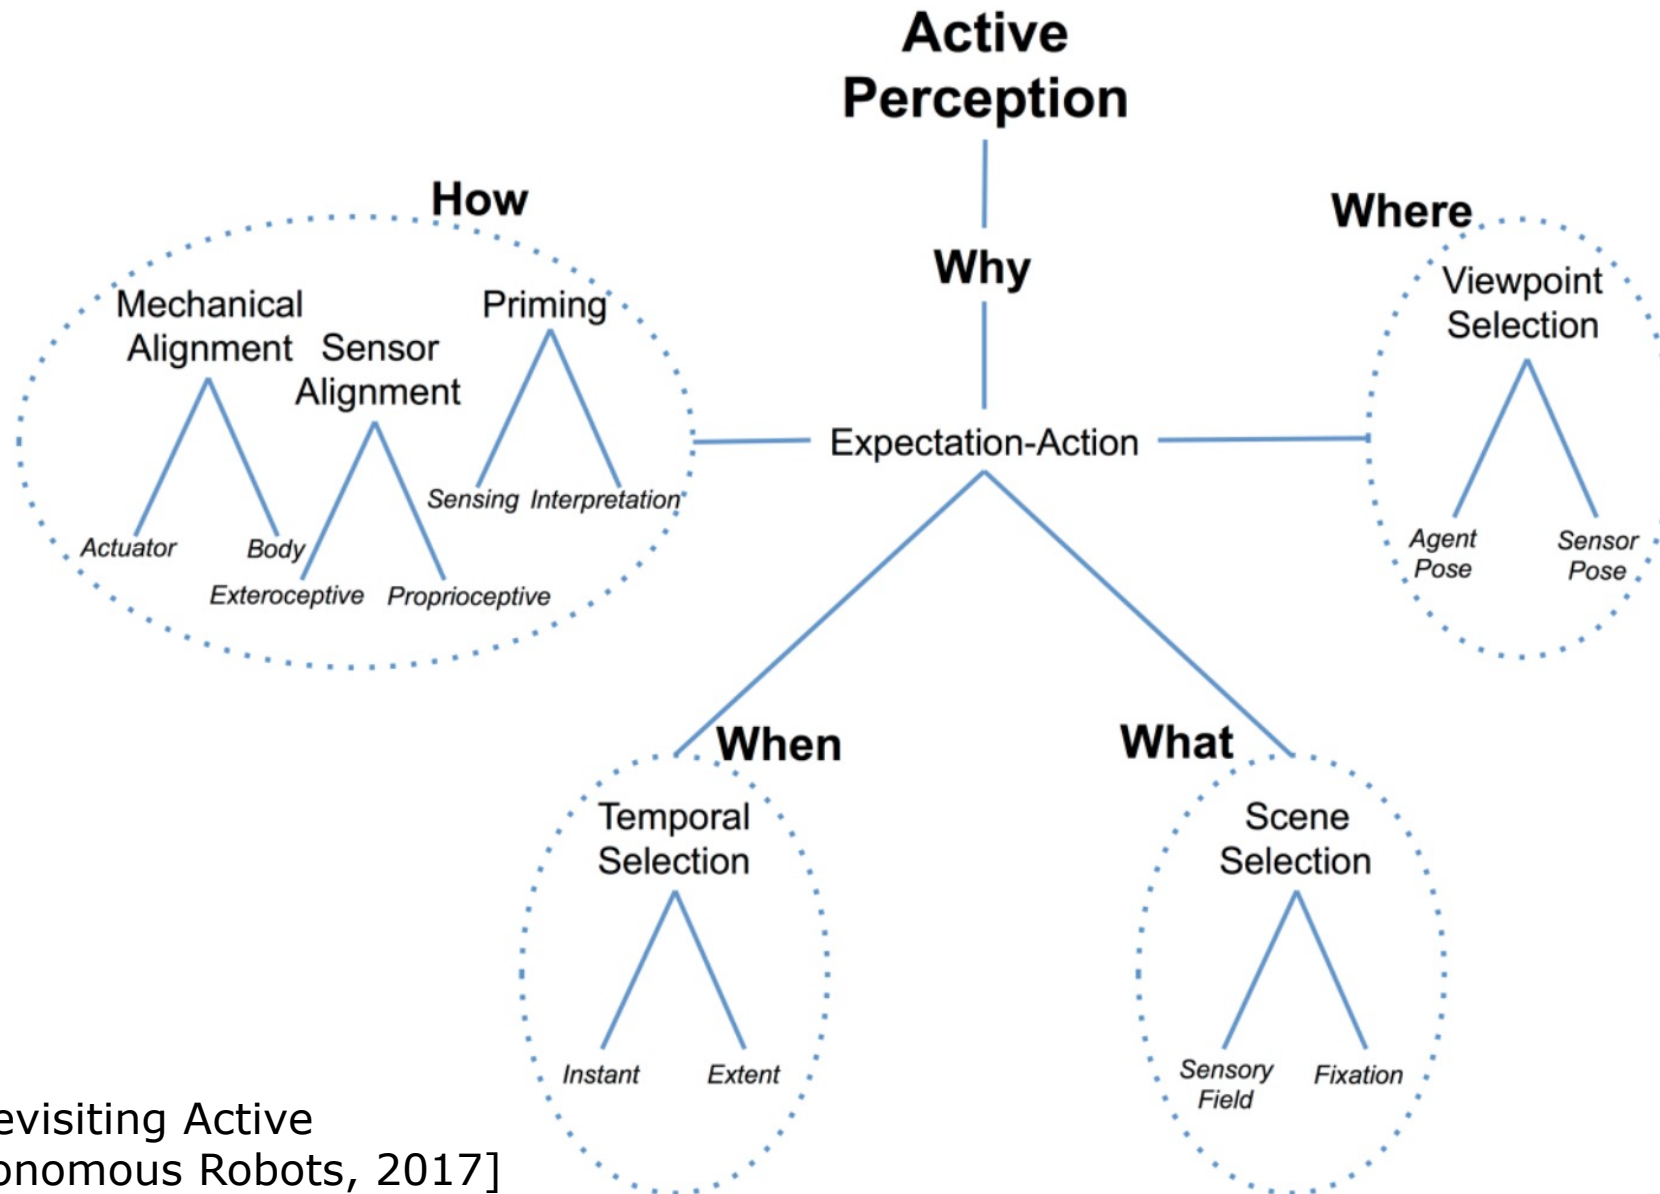 Active
Perception
Why
Expectation-Action
How
Mechanical
Alignment
Actuator
Body
Sensor
Alignment
Exteroceptive
Proprioceptive
Priming
Sensing
Interpretation
Where
Viewpoint
Selection
Agent
Pose
Sensor
Pose
When
Temporal
Selection
Instant
Extent
What
Scene
Selection
Sensory
Field
Fixation
evisiting Active
onomous Robots, 2017]